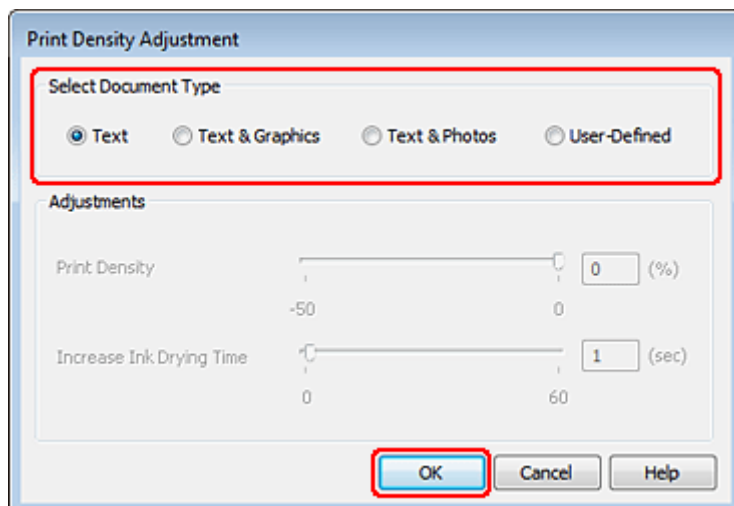 Print Density Adjustment
Select Document Type
Text Text & Graphics Text & Photos User-Defined
Adjustments
Print Density 0 (%)
-50 0
Increase Ink Drying Time 1 (sec)
0 60
OK Cancel Help